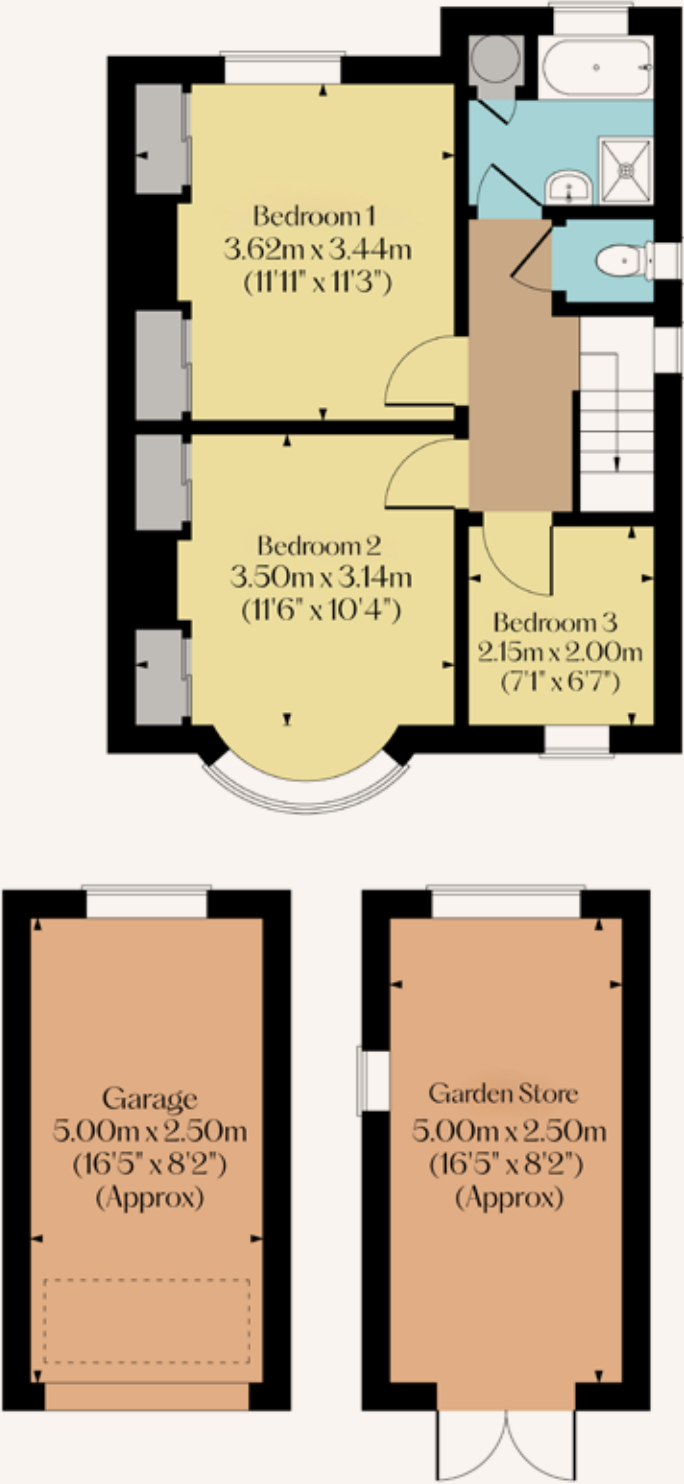 Bedroom 1
3.62m x 3.44m
(11'11" x 11'3")
Bedroom 2
3.50m x 3.14m
(11'6" x 10'4")
Bedroom 3
2.15m x 2.00m
(7'1" x 6'7")
Garage
5.00m x 2.50m
(16'5" x 8'2")
(Approx)
Garden Store
5.00m x 2.50m
(16'5" x 8'2")
(Approx)